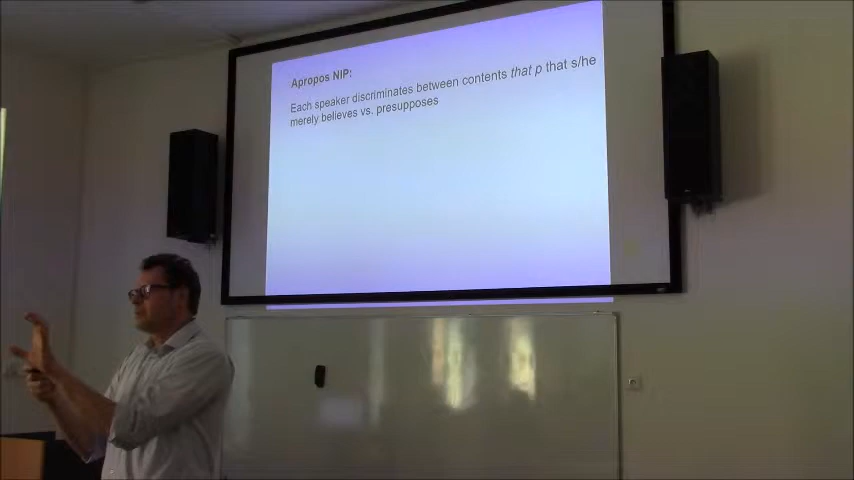 Apropos NIP:
Each speaker discriminates between contents that p that s/he
merely believes vs. presupposes